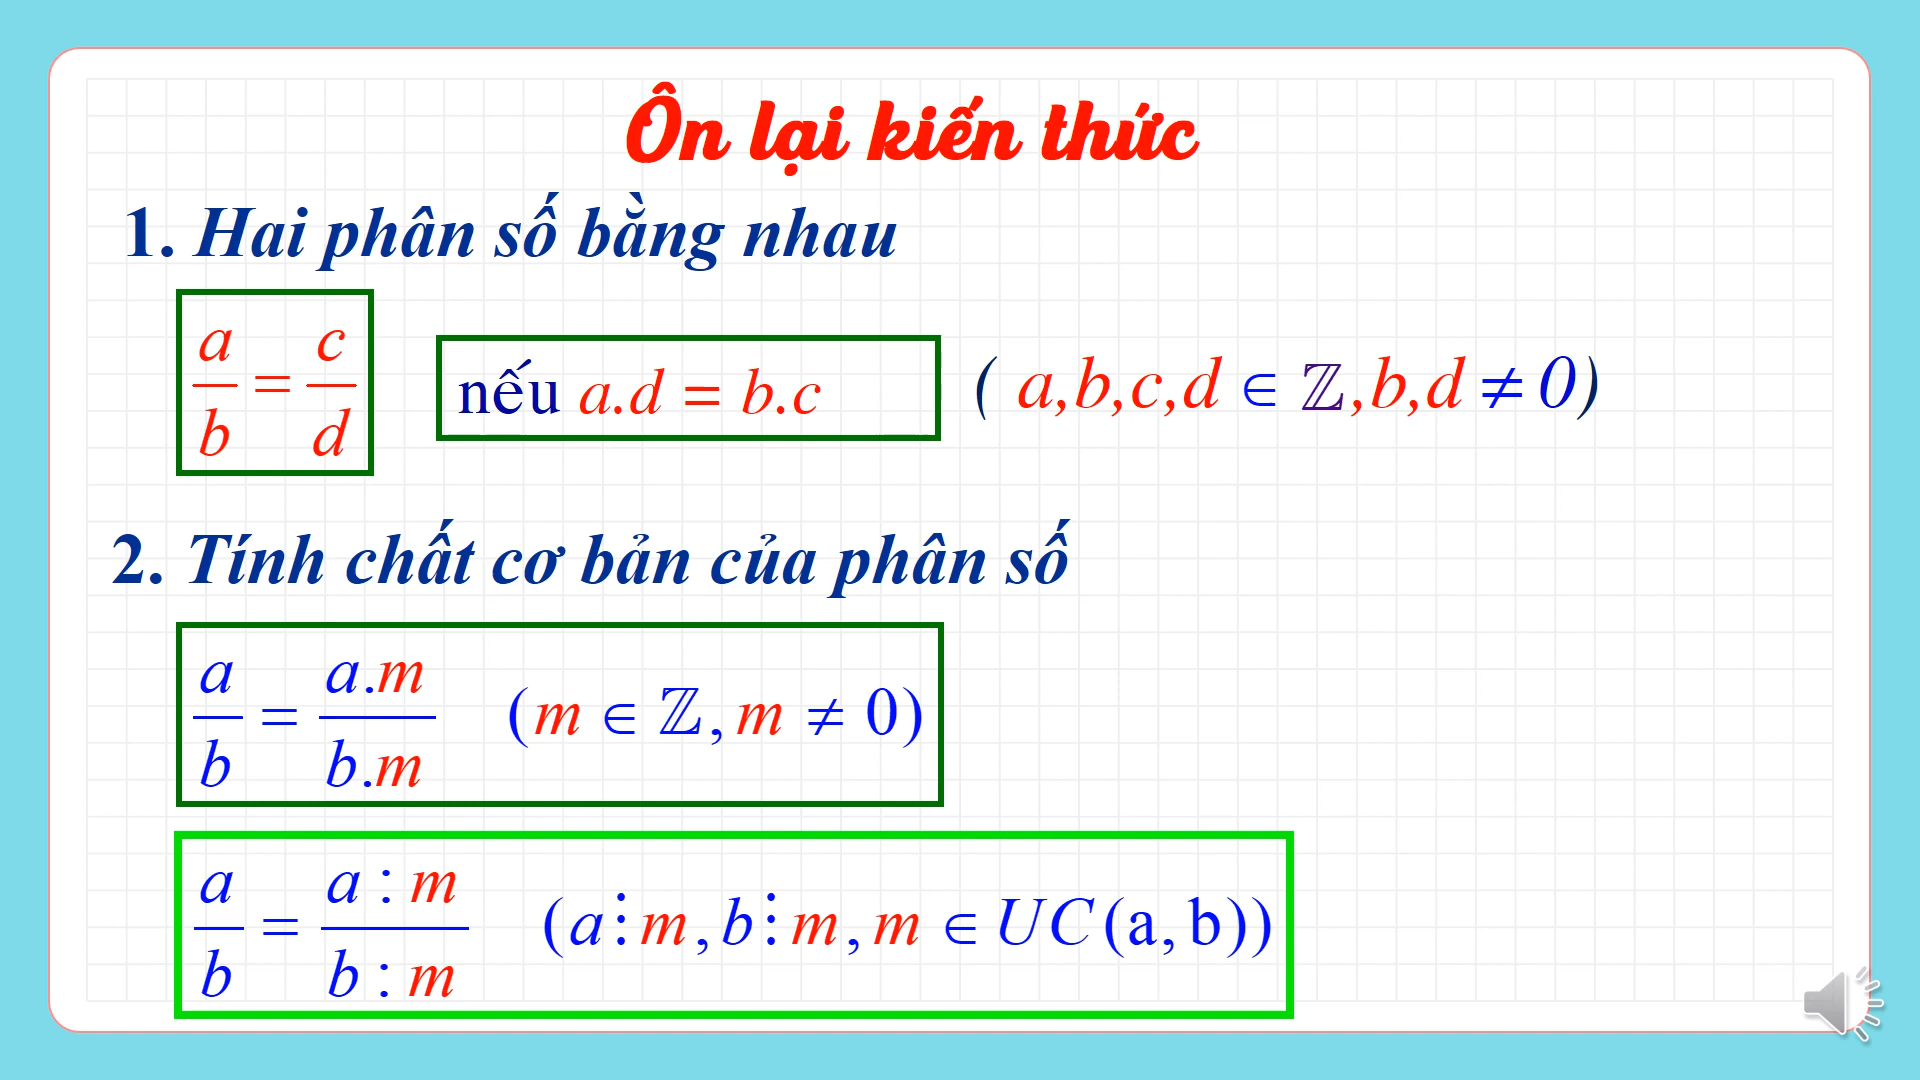 Ôn lại kiến thức
1. Hai phân số bằng nhau
a/b = c/d nếu a.d = b.c ( a,b,c,d ∈ ℤ,b,d ≠ 0)
2. Tính chất cơ bản của phân số
a/b = a.m/b.m (m ∈ ℤ, m ≠ 0)
a/b = a : m/b : m (a⋮m, b⋮m, m ∈ UC(a, b))